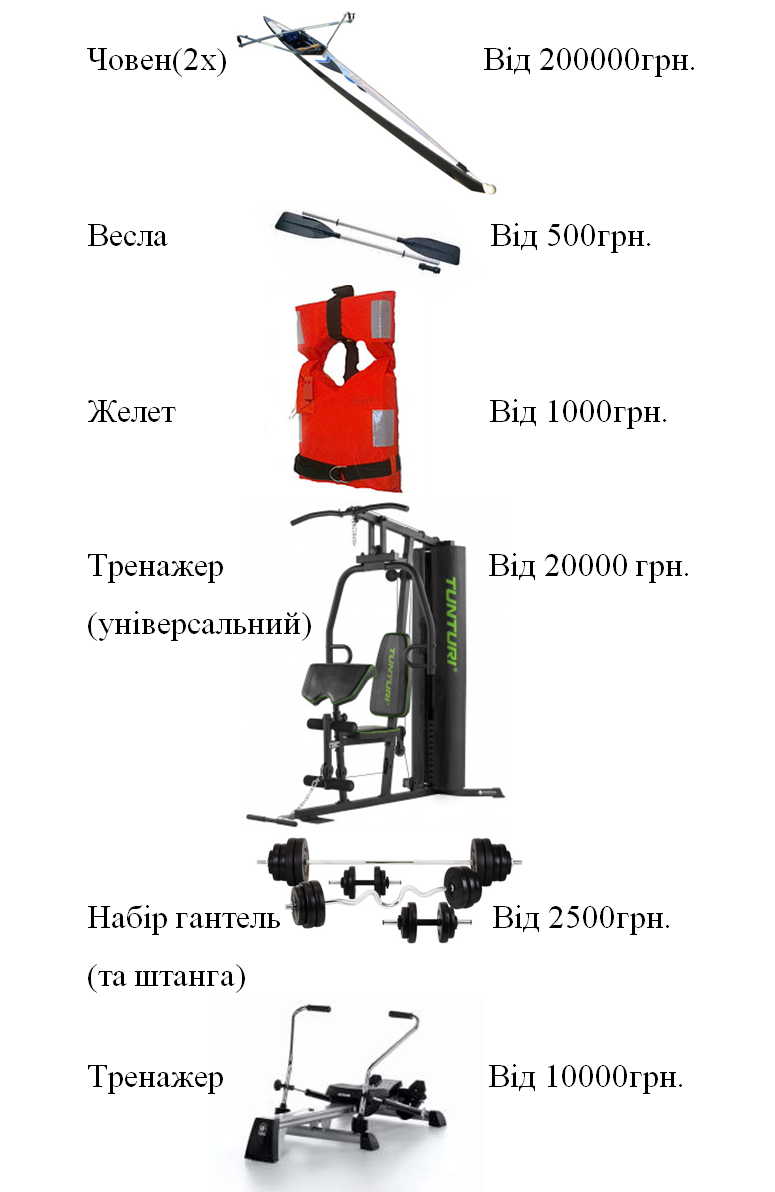 Човен(2х) Від 200000грн.
Весла Від 500грн.
Желет Від 1000грн.
Тренажер Від 20000 грн.
(універсальний)
TUNTURI
TUNTURI
Набір гантель Від 2500грн.
(та штанга)
Тренажер Від 10000грн.